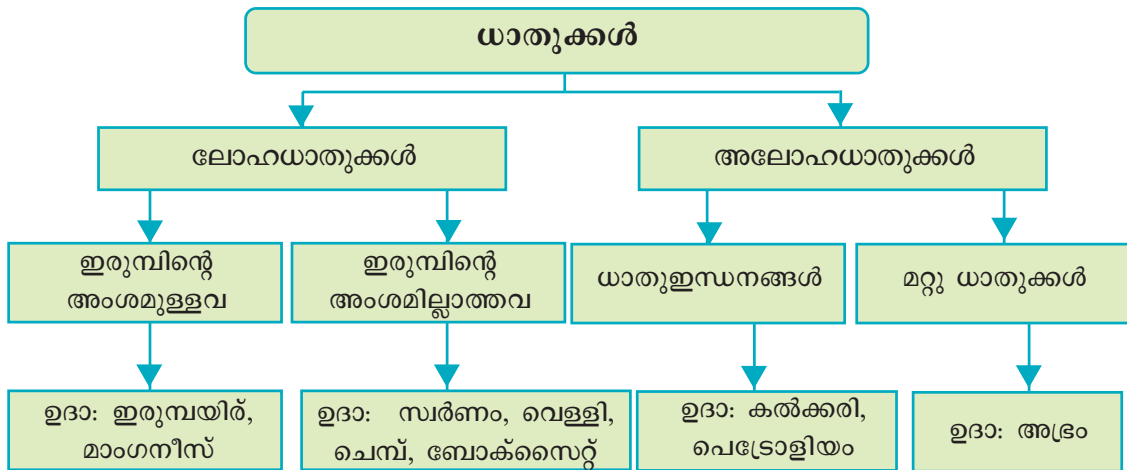 ധാതുക്കൾ
ലോഹധാതുക്കൾ
അലോഹധാതുക്കൾ
ഇരുമ്പിന്റെ
അംശമുള്ളവ
ഇരുമ്പിന്റെ
അംശമില്ലാത്തവ
ധാതുഇന്ധനങ്ങൾ
മറ്റു ധാതുക്കൾ
ഉദാ: ഇരുമ്പയിര്,
മാംഗനീസ്
ഉദാ: സ്വർണം, വെള്ളി,
ചെമ്പ്, ബോക്സൈറ്റ്
ഉദാ: കൽക്കരി,
പെട്രോളിയം
ഉദാ: അഭ്രം